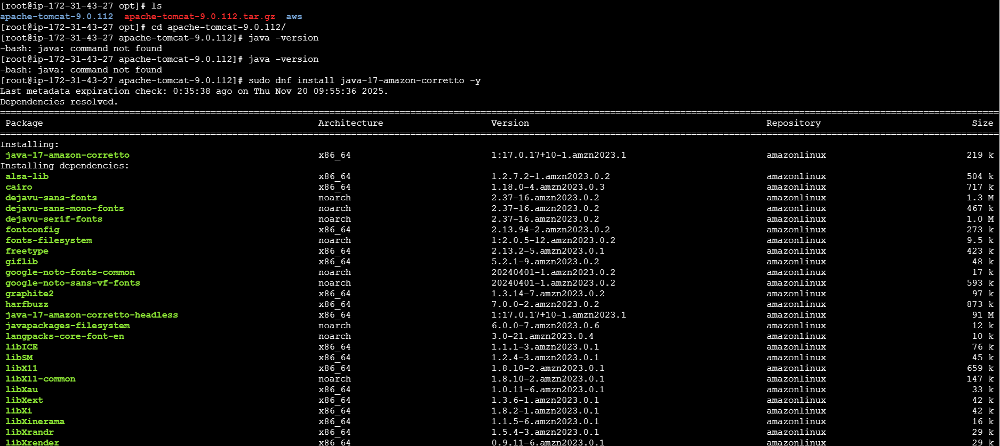 [root@ip-172-31-43-27 opt]# ls
apache-tomcat-9.0.112  apache-tomcat-9.0.112.tar.gz  aws
[root@ip-172-31-43-27 opt]# cd apache-tomcat-9.0.112/
[root@ip-172-31-43-27 apache-tomcat-9.0.112]# java -version
-bash: java: command not found
[root@ip-172-31-43-27 apache-tomcat-9.0.112]# java -version
-bash: java: command not found
[root@ip-172-31-43-27 apache-tomcat-9.0.112]# sudo dnf install java-17-amazon-corretto -y
Last metadata expiration check: 0:35:38 ago on Thu Nov 20 09:55:36 2025.
Dependencies resolved.
Package Architecture Version Repository Size
Installing:
java-17-amazon-corretto x86_64 1:17.0.17+10-1.amzn2023.1 amazonlinux 219 k
Installing dependencies:
alsa-lib x86_64 1.2.7.2-1.amzn2023.0.2 amazonlinux 504 k
cairo x86_64 1.18.0-4.amzn2023.0.3 amazonlinux 717 k
dejavu-sans-fonts noarch 2.37-16.amzn2023.0.2 amazonlinux 1.3 M
dejavu-sans-mono-fonts noarch 2.37-16.amzn2023.0.2 amazonlinux 467 k
dejavu-serif-fonts noarch 2.37-16.amzn2023.0.2 amazonlinux 1.0 M
fontconfig x86_64 2.13.94-2.amzn2023.0.2 amazonlinux 273 k
fonts-filesystem noarch 1:2.0.5-12.amzn2023.0.2 amazonlinux 9.5 k
freetype x86_64 2.13.2-5.amzn2023.0.1 amazonlinux 423 k
giflib x86_64 5.2.1-9.amzn2023.0.2 amazonlinux 48 k
google-noto-fonts-common noarch 20240401-1.amzn2023.0.2 amazonlinux 17 k
google-noto-sans-vf-fonts noarch 20240401-1.amzn2023.0.2 amazonlinux 593 k
graphite2 x86_64 1.3.14-7.amzn2023.0.2 amazonlinux 97 k
harfbuzz x86_64 7.0.0-2.amzn2023.0.2 amazonlinux 873 k
java-17-amazon-corretto-headless x86_64 1:17.0.17+10-1.amzn2023.1 amazonlinux 91 M
javapackages-filesystem noarch 6.0.0-7.amzn2023.0.6 amazonlinux 12 k
langpacks-core-font-en noarch 3.0-21.amzn2023.0.4 amazonlinux 10 k
libICE x86_64 1.1.1-3.amzn2023.0.1 amazonlinux 76 k
libSM x86_64 1.2.4-3.amzn2023.0.1 amazonlinux 45 k
libX11 x86_64 1.8.10-2.amzn2023.0.1 amazonlinux 659 k
libX11-common noarch 1.8.10-2.amzn2023.0.1 amazonlinux 147 k
libXau x86_64 1.0.11-6.amzn2023.0.1 amazonlinux 33 k
libXext x86_64 1.3.6-1.amzn2023.0.1 amazonlinux 42 k
libXi x86_64 1.8.2-1.amzn2023.0.1 amazonlinux 42 k
libXinerama x86_64 1.1.5-6.amzn2023.0.1 amazonlinux 16 k
libXrandr x86_64 1.5.4-3.amzn2023.0.1 amazonlinux 29 k
libXrender x86_64 0.9.11-6.amzn2023.0.1 amazonlinux 29 k